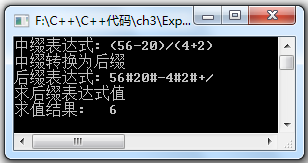 F:\C++\C++代码\ch3\Exp...
中缀表达式: (56-20)/(4+2)
中缀转换为后缀
后缀表达式: 56#20#-4#2#+/
求后缀表达式值
求值结果:   6